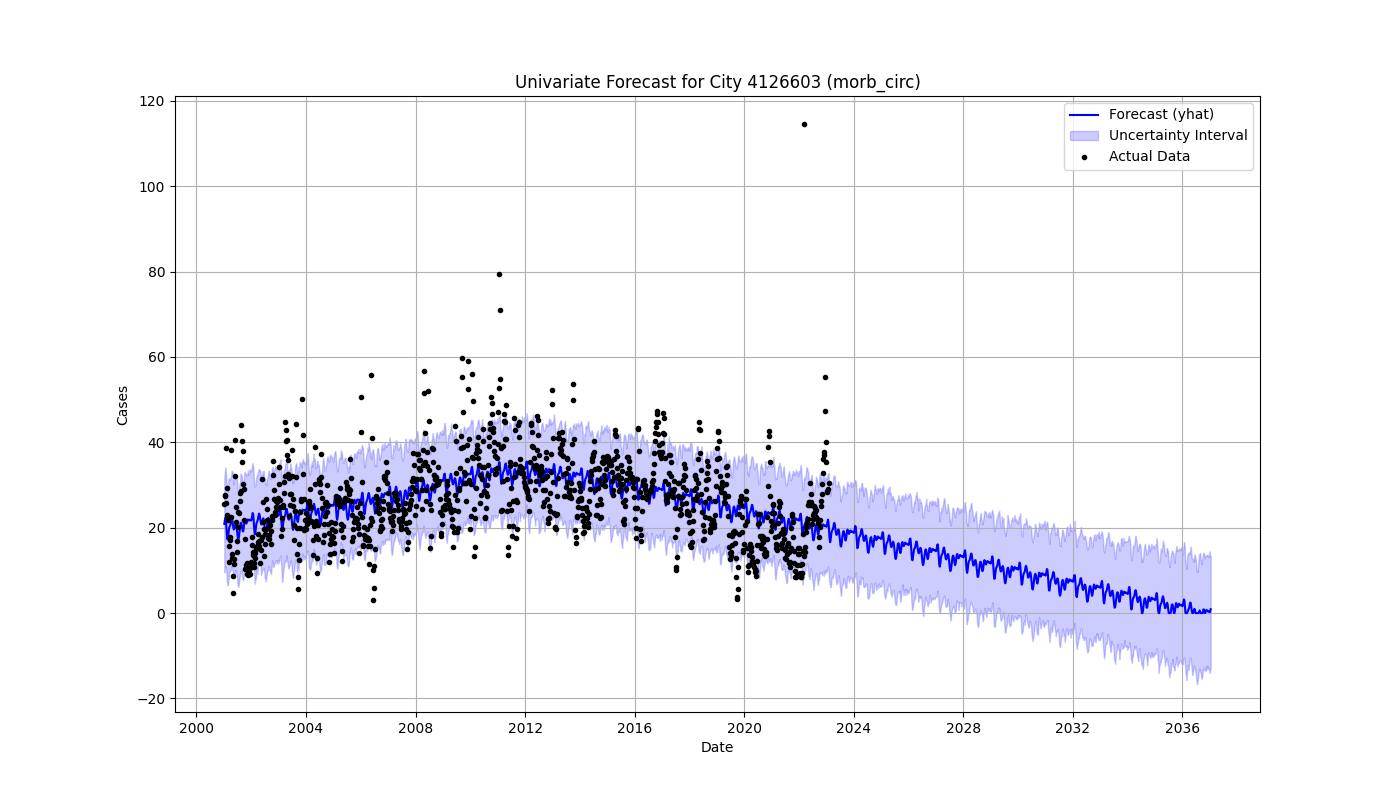 Univariate Forecast for City 4126603 (morb_circ)
Forecast (yhat)
Uncertainty Interval
Actual Data
120
100
80
60
40
20
0
−20
Cases
2000 2004 2008 2012 2016 2020 2024 2028 2032 2036
Date